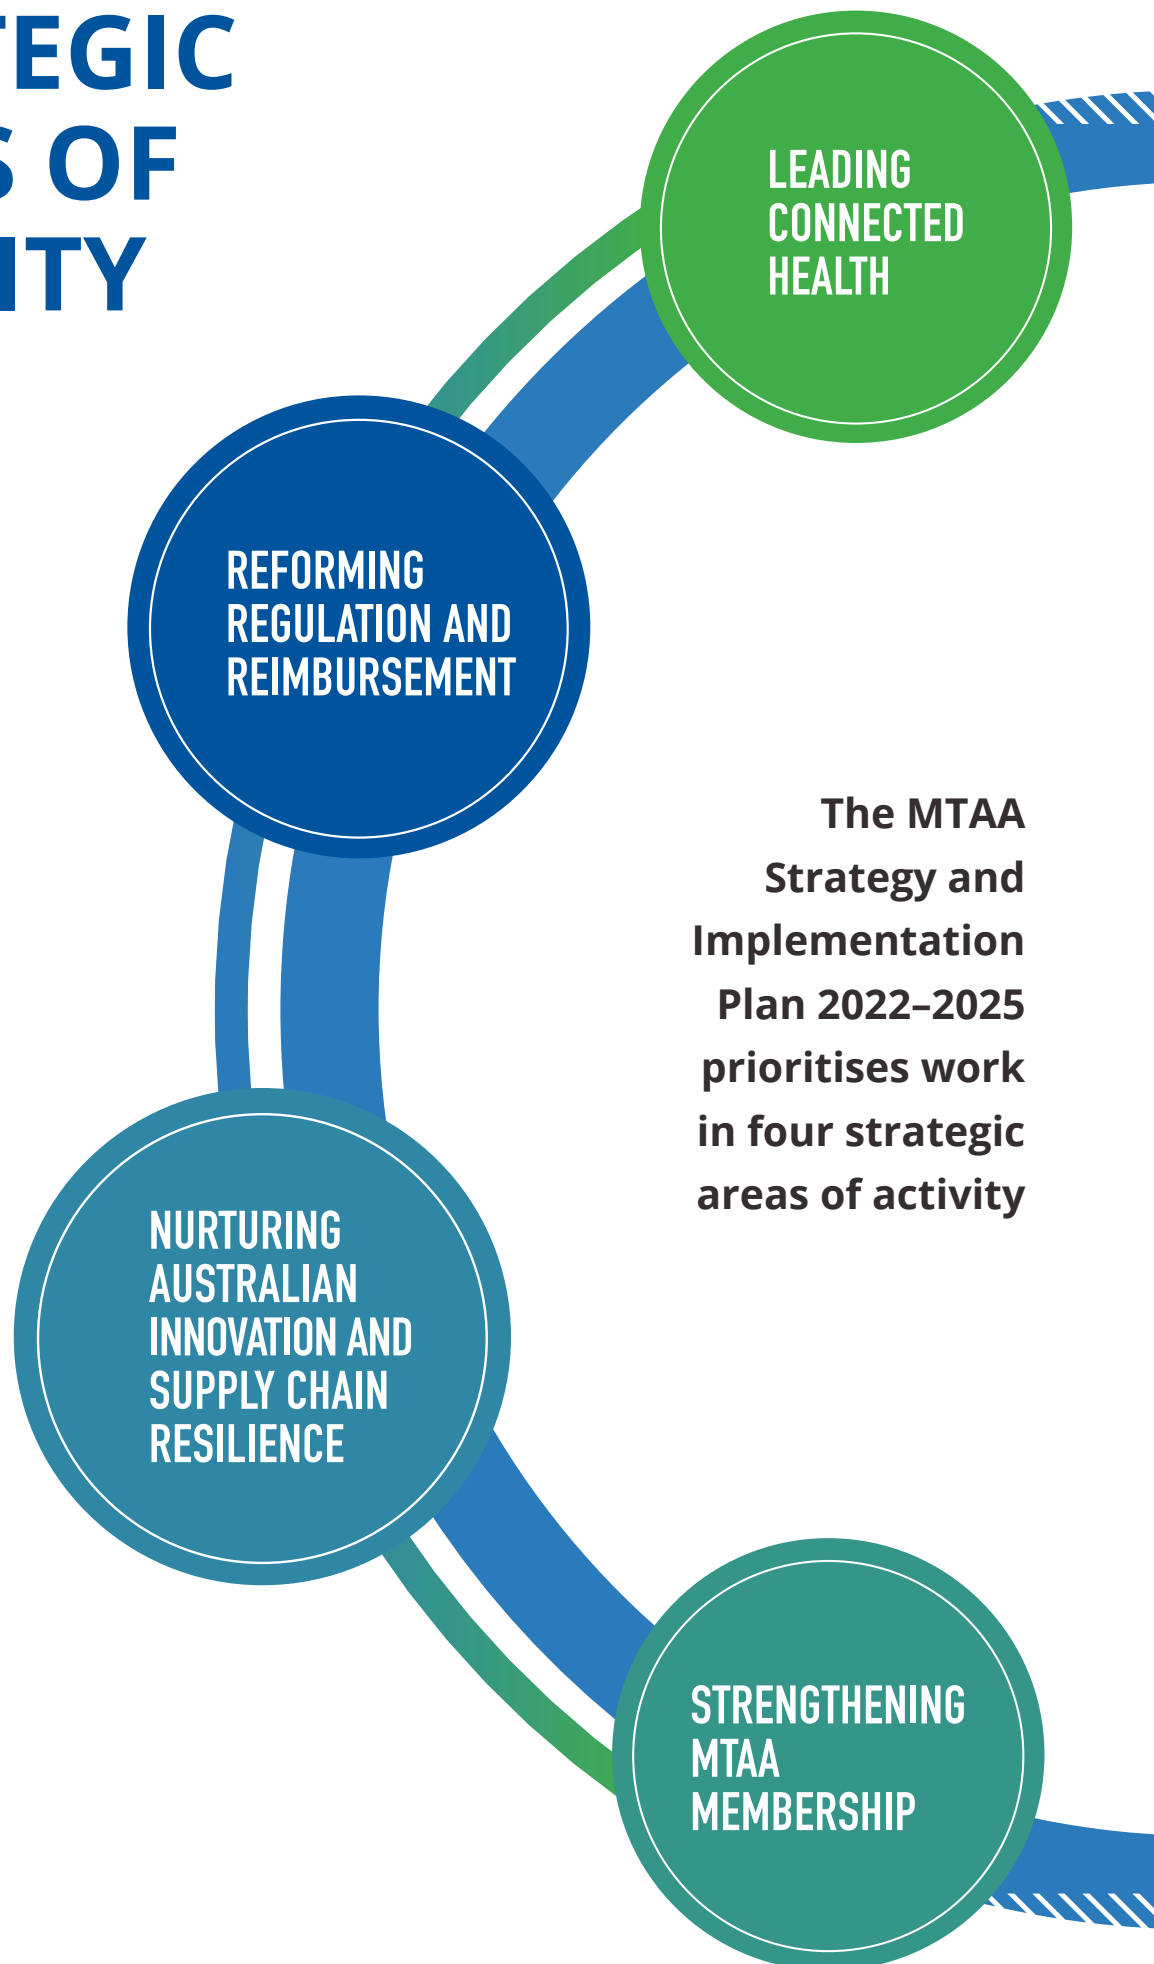 TEGIC
S OF
ITY
LEADING
CONNECTED
HEALTH
REFORMING
REGULATION AND
REIMBURSEMENT
The MTAA
Strategy and
Implementation
Plan 2022–2025
prioritises work
in four strategic
areas of activity
NURTURING
AUSTRALIAN
INNOVATION AND
SUPPLY CHAIN
RESILIENCE
STRENGTHENING
MTAA
MEMBERSHIP